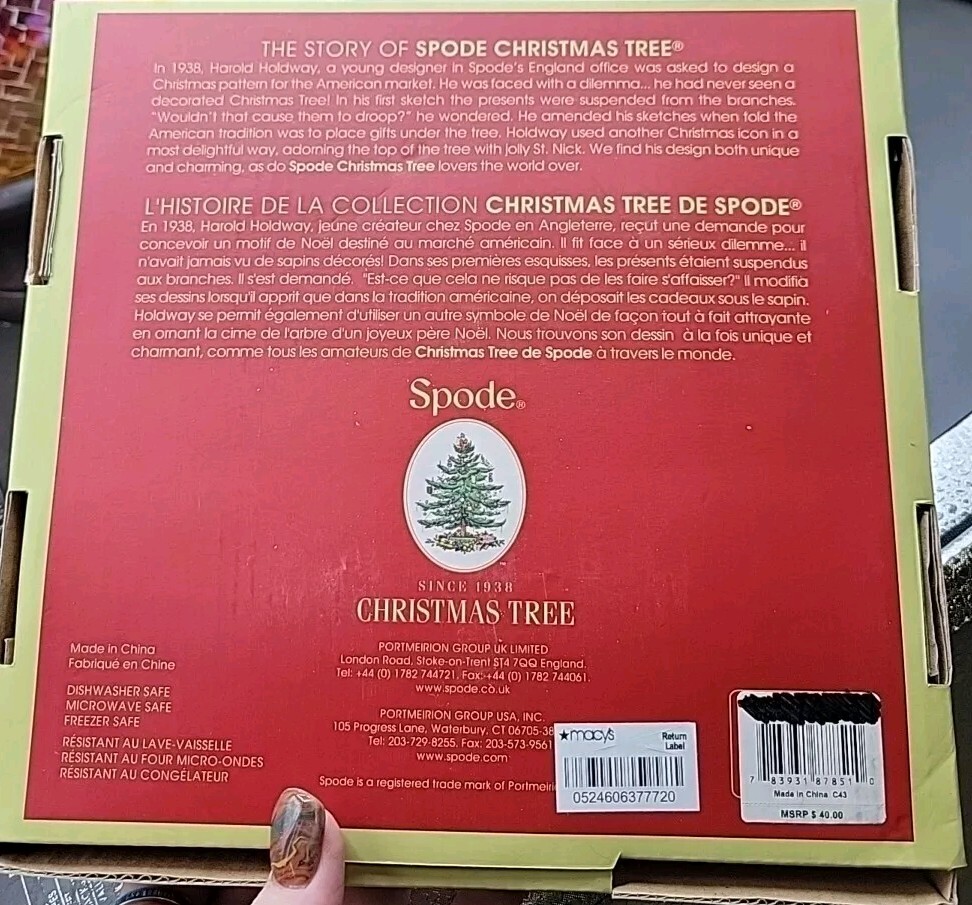 THE STORY OF SPODE CHRISTMAS TREE®
In 1938, Harold Holdway, a young designer in Spode's England office was asked to design a
Christmas pattern for the American market. He was faced with a dilemma... he had never seen a
decorated Christmas Tree! In his first sketch the presents were suspended from the branches.
"Wouldn't that cause them to droop?" he wondered. He amended his sketches when told the
American tradition was to place gifts under the tree. Holdway used another Christmas icon in a
most delightful way, adorning the top of the tree with jolly St. Nick. We find his design both unique
and charming, as do Spode Christmas Tree lovers the world over.
L'HISTOIRE DE LA COLLECTION CHRISTMAS TREE DE SPODE®
En 1938, Harold Holdway, jeune créateur chez Spode en Angleterre, reçut une demande pour
concevoir un motif de Noël destiné au marché américain. Il fit face à un sérieux dilemme... il
n'avait jamais vu de sapins décorés! Dans ses premières esquisses, les présents étaient suspendus
aux branches. Il s'est demandé. "Est-ce que cela ne risque pas de les faire s'affaisser?" Il modifia
ses dessins lorsqu'il apprit que dans la tradition américaine, on déposait les cadeaux sous le sapin.
Holdway se permit également d'utiliser un autre symbole de Noël de façon tout à fait attrayante
en ornant la cime de l'arbre d'un joyeux père Noël. Nous trouvons son dessin à la fois unique et
charmant, comme tous les amateurs de Christmas Tree de Spode à travers le monde.
Spode®
SINCE 1938
CHRISTMAS TREE
Made in China
Fabriqué en Chine
DISHWASHER SAFE
MICROWAVE SAFE
FREEZER SAFE
RÉSISTANT AU LAVE-VAISSELLE
RÉSISTANT AU FOUR MICRO-ONDES
RÉSISTANT AU CONGÉLATEUR
PORTMEIRION GROUP UK LIMITED
London Road, Stoke-on-Trent ST4 7QQ England.
Tel: +44 (0) 1782 744721. Fax: +44 (0) 1782 744061.
www.spode.co.uk
PORTMEIRION GROUP USA, INC.
105 Progress Lane, Waterbury, CT 06705-38
Tel: 203-729-8255. Fax: 203-573-9561
www.spode.com
Spode is a registered trade mark of Portmeiri
★macy's Return
Label
0524606377720
7 83931 87851 0
Made in China C43
MSRP $ 40.00